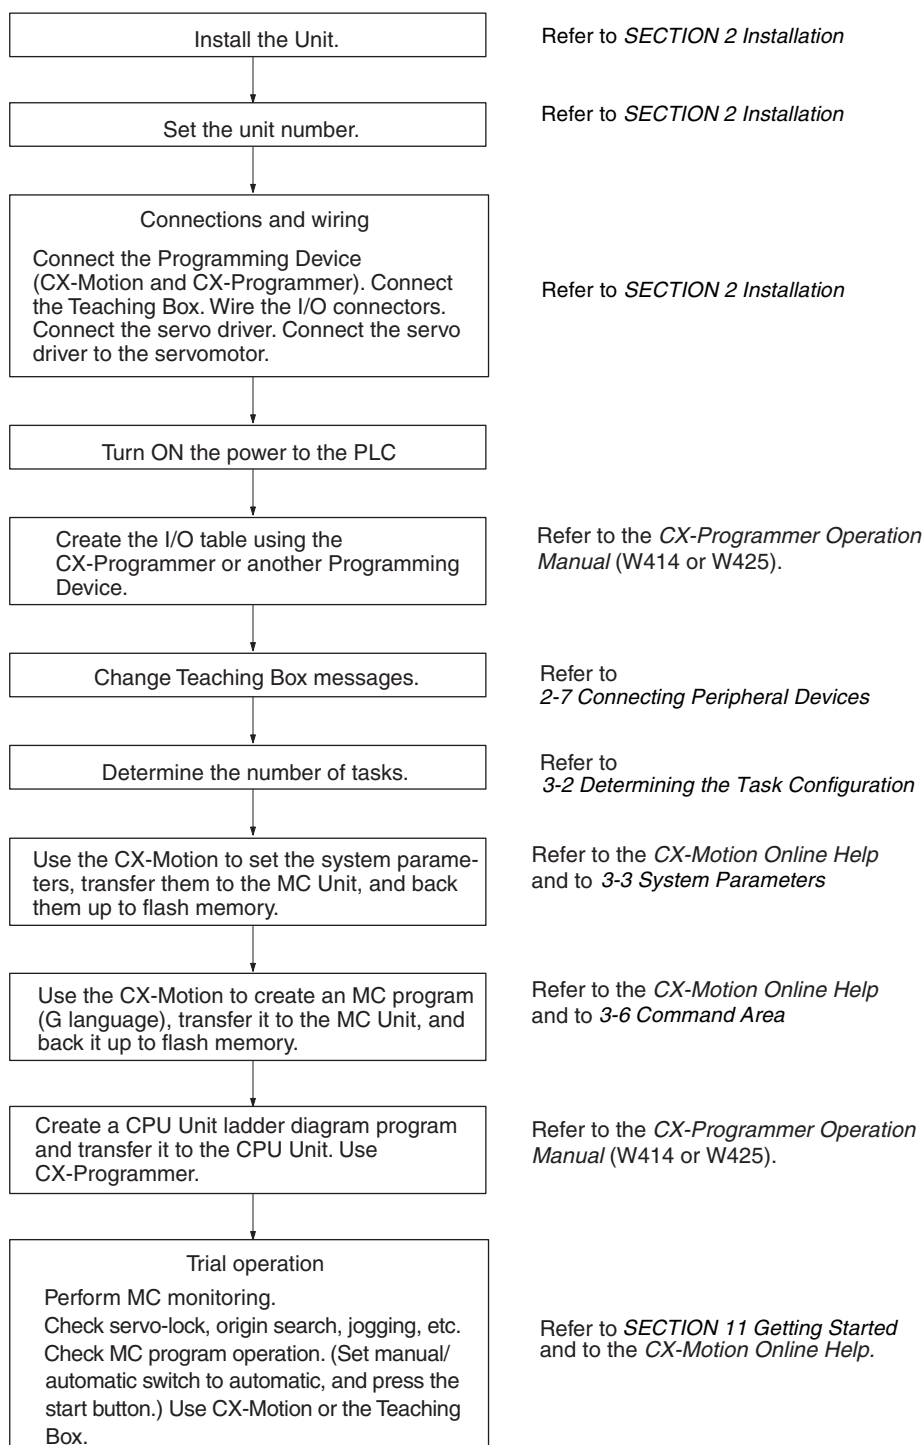 Install the Unit.
Refer to SECTION 2 Installation
Set the unit number.
Refer to SECTION 2 Installation
Connections and wiring
Connect the Programming Device
(CX-Motion and CX-Programmer). Connect
the Teaching Box. Wire the I/O connectors.
Connect the servo driver. Connect the servo
driver to the servomotor.
Refer to SECTION 2 Installation
Turn ON the power to the PLC
Create the I/O table using the
CX-Programmer or another Programming
Device.
Refer to the CX-Programmer Operation
Manual (W414 or W425).
Change Teaching Box messages.
Refer to
2-7 Connecting Peripheral Devices
Determine the number of tasks.
Refer to
3-2 Determining the Task Configuration
Use the CX-Motion to set the system parame-
ters, transfer them to the MC Unit, and back
them up to flash memory.
Refer to the CX-Motion Online Help
and to 3-3 System Parameters
Use the CX-Motion to create an MC program
(G language), transfer it to the MC Unit, and
back it up to flash memory.
Refer to the CX-Motion Online Help
and to 3-6 Command Area
Create a CPU Unit ladder diagram program
and transfer it to the CPU Unit. Use
CX-Programmer.
Refer to the CX-Programmer Operation
Manual (W414 or W425).
Trial operation
Perform MC monitoring.
Check servo-lock, origin search, jogging, etc.
Check MC program operation. (Set manual/
automatic switch to automatic, and press the
start button.) Use CX-Motion or the Teaching
Box.
Refer to SECTION 11 Getting Started
and to the CX-Motion Online Help.